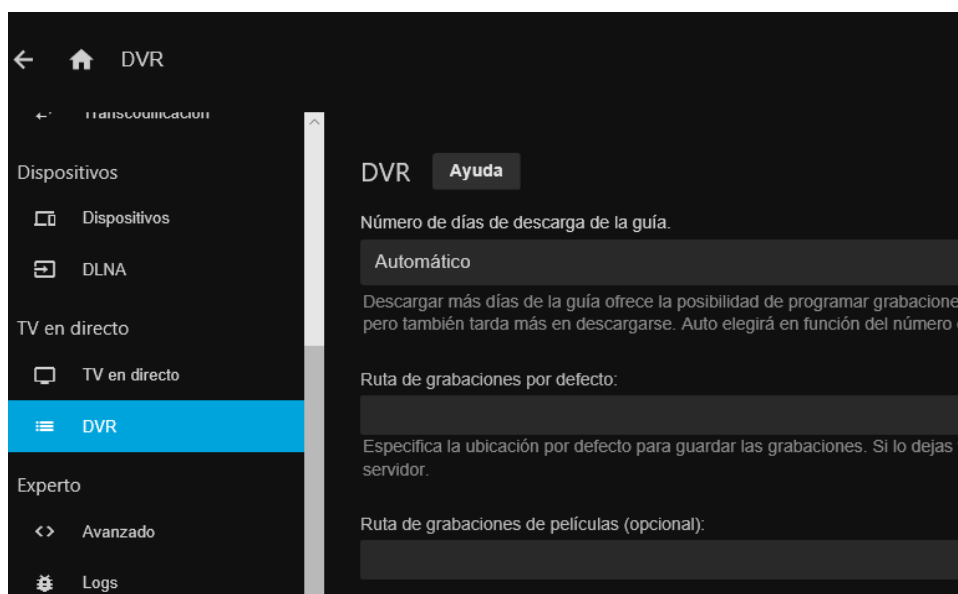 DVR
Transcodificación
Dispositivos
Dispositivos
DLNA
TV en directo
TV en directo
DVR
Experto
Avanzado
Logs
DVR
Ayuda
Número de días de descarga de la guía.
Automático
Descargar más días de la guía ofrece la posibilidad de programar grabacione
pero también tarda más en descargarse. Auto elegirá en función del número
Ruta de grabaciones por defecto:
Especifica la ubicación por defecto para guardar las grabaciones. Si lo dejas
servidor.
Ruta de grabaciones de películas (opcional):